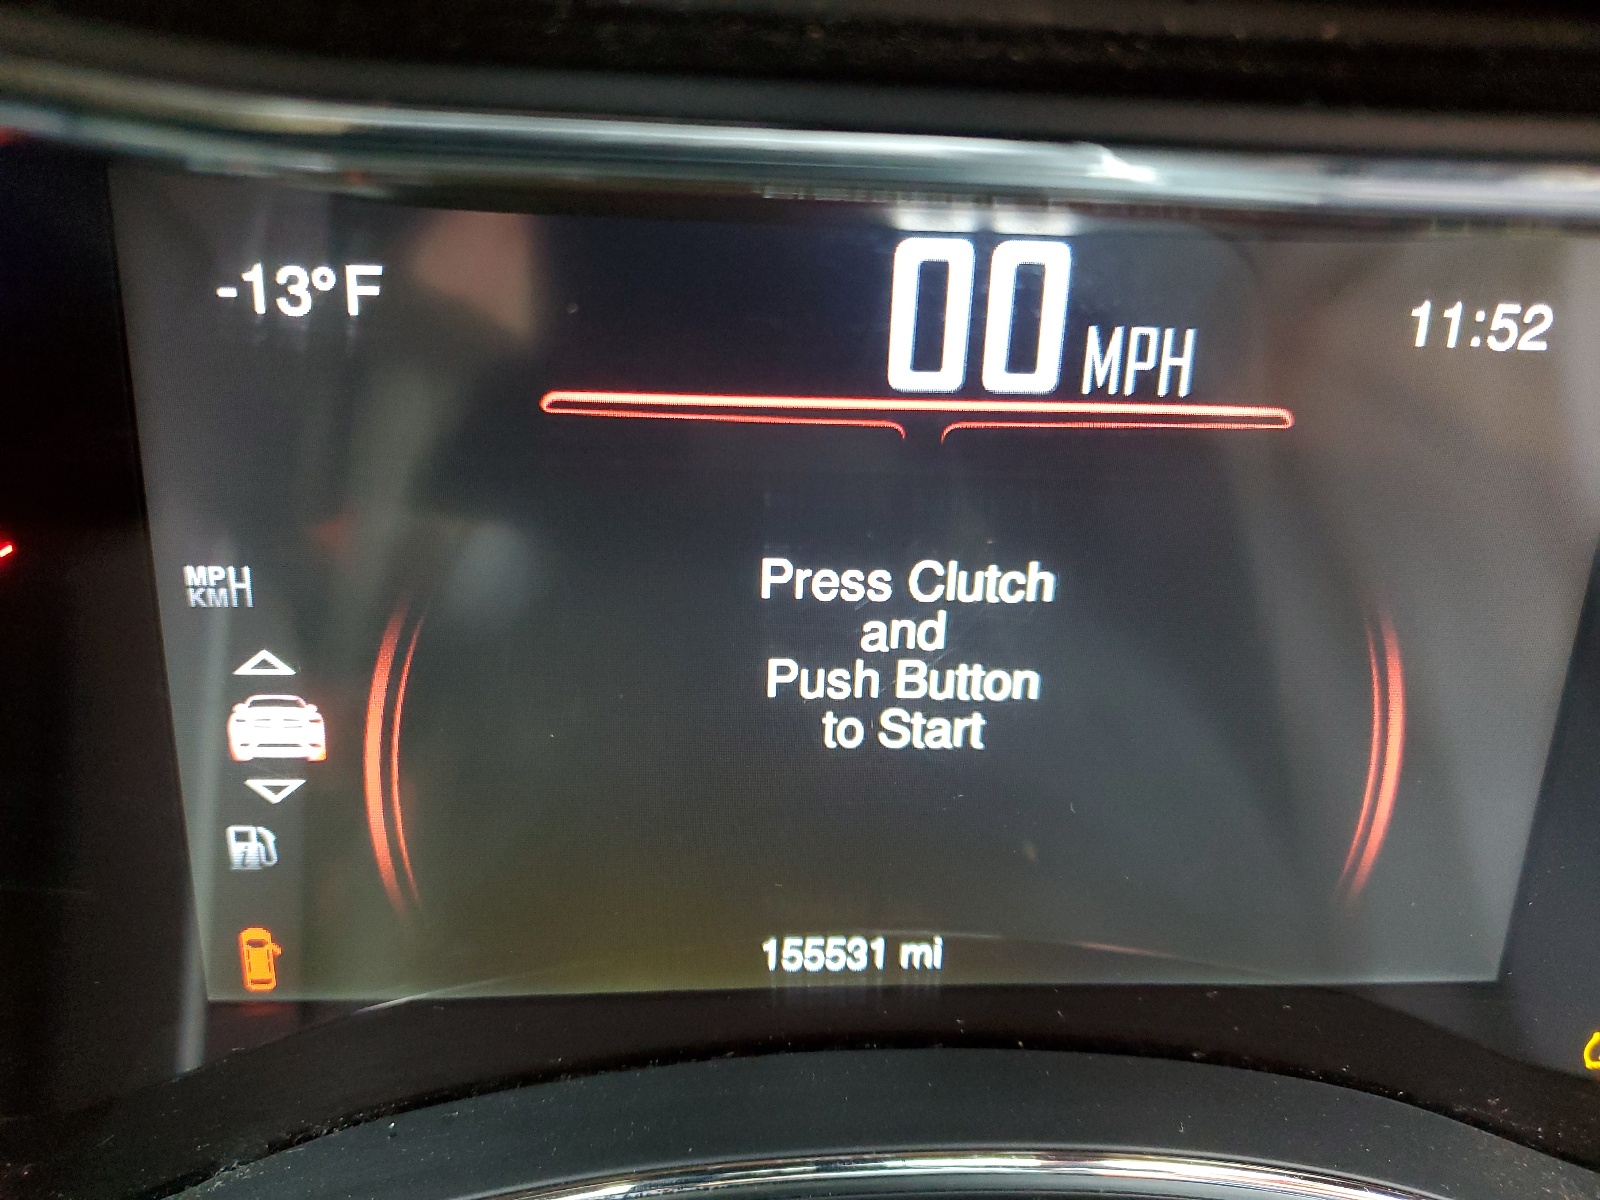 -13°F
00 MPH
11:52
MPH
KMH
Press Clutch
and
Push Button
to Start
155531 mi